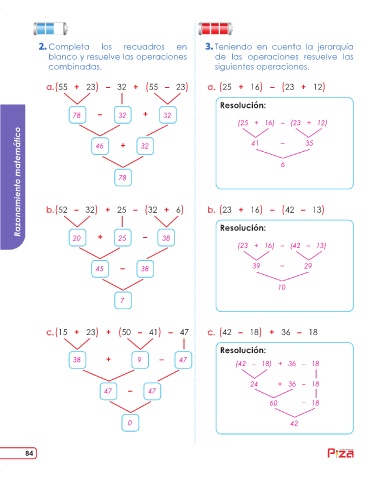 2. Completa los recuadros en
blanco y resuelve las operaciones
combinadas.
a. (55 + 23) - 32 + (55 - 23)
78 - 32 + 32
46 + 32
78
b. (52 - 32) + 25 - (32 + 6)
20 + 25 - 38
45 - 38
7
c. (15 + 23) + (50 - 41) - 47
38 + 9 - 47
47 - 47
0
3. Teniendo en cuenta la jerarquía
de las operaciones resuelve las
siguientes operaciones.
a. (25 + 16) - (23 + 12)
Resolución:
(25 + 16) - (23 + 12)
41 - 35
6
b. (23 + 16) - (42 - 13)
Resolución:
(23 + 16) - (42 - 13)
39 - 29
10
c. (42 - 18) + 36 - 18
Resolución:
(42 - 18) + 36 - 18
24 + 36 - 18
60 - 18
42
Razonamiento matemático
84
Pizza